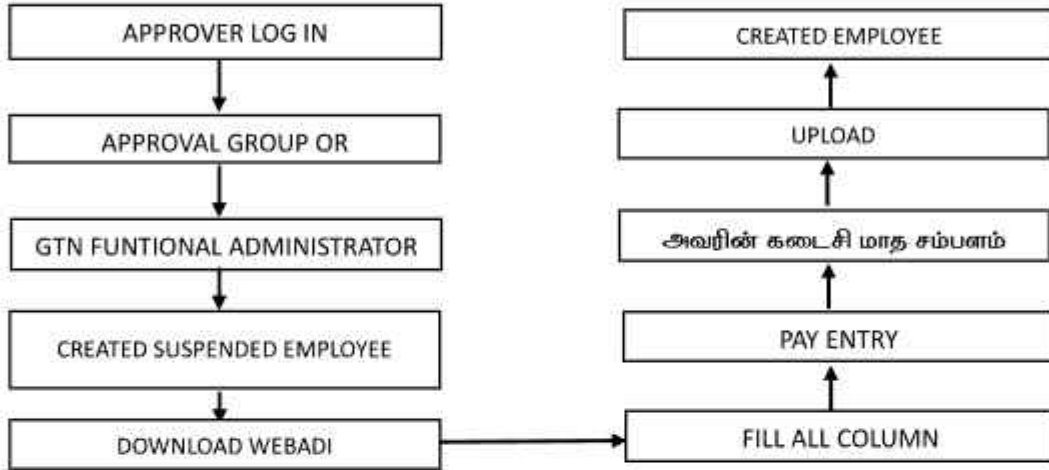 APPROVER LOG IN
APPROVAL GROUP OR
GTN FUNTIONAL ADMINISTRATOR
CREATED SUSPENDED EMPLOYEE
DOWNLOAD WEBADI
FILL ALL COLUMN
PAY ENTRY
அவரின் கடைசி மாத சம்பளம்
UPLOAD
CREATED EMPLOYEE